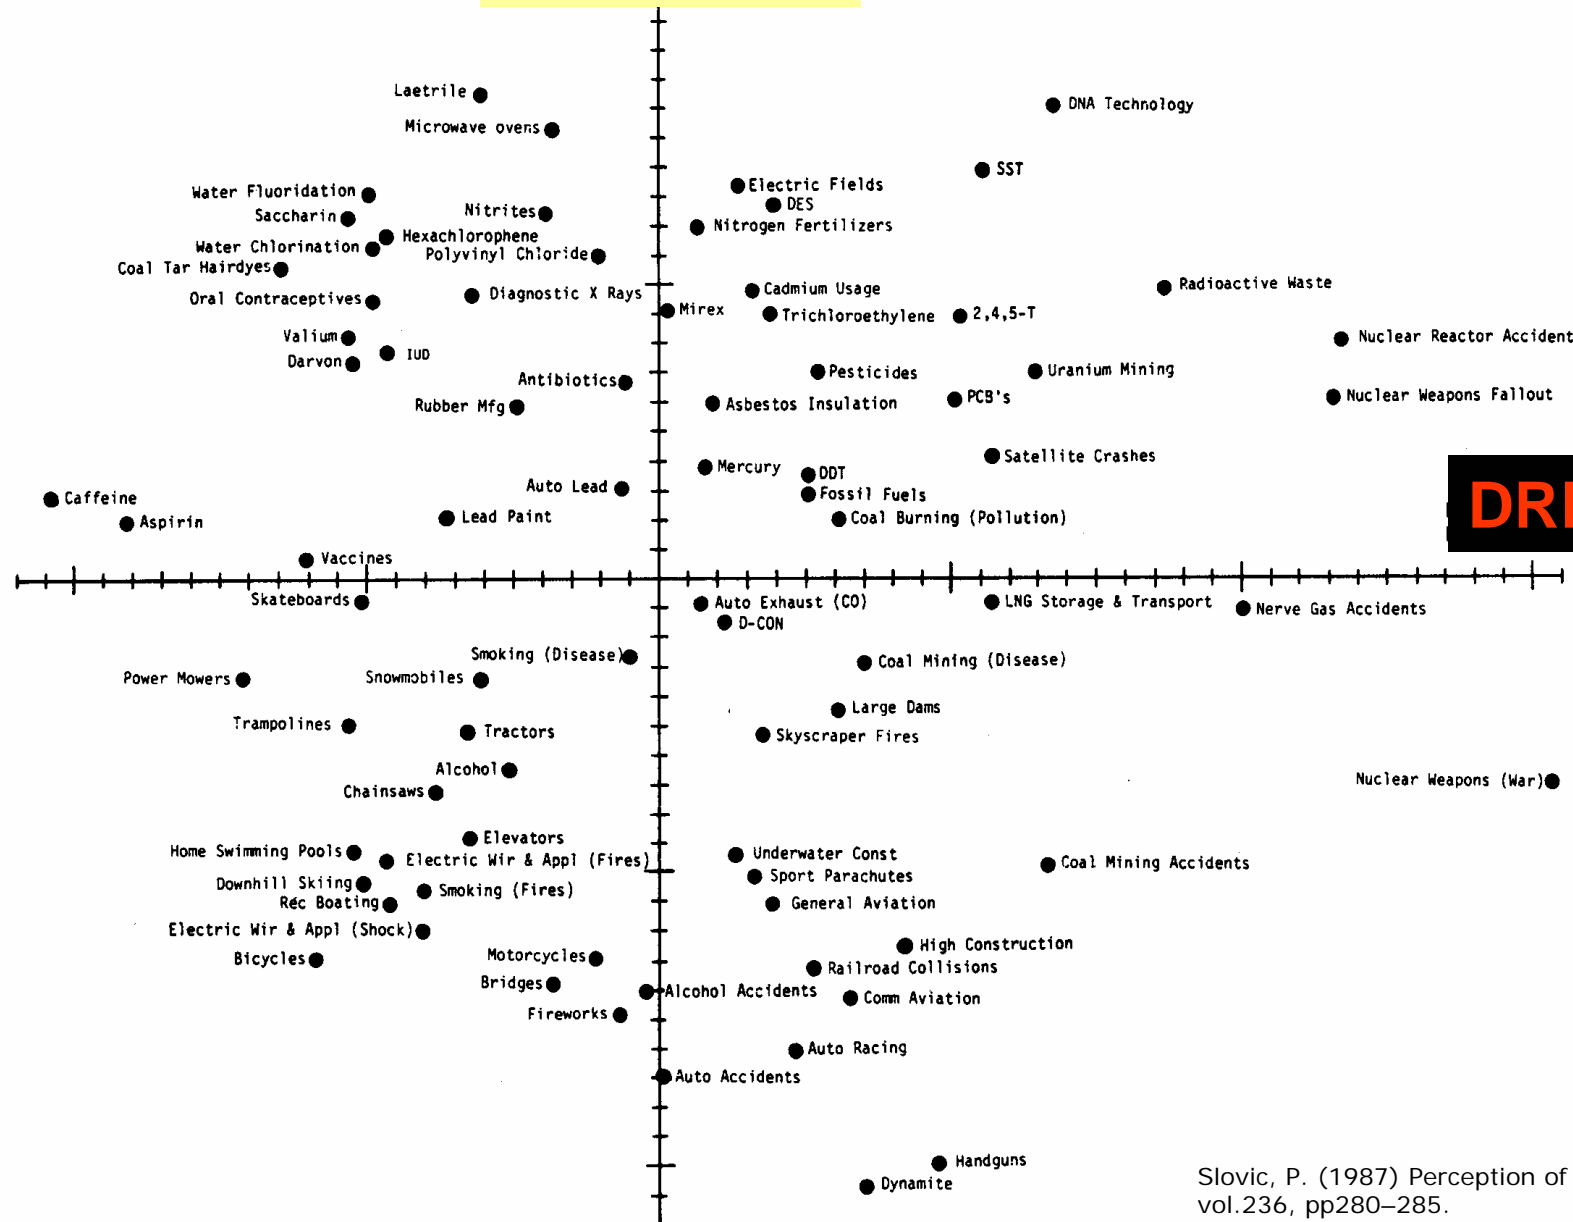 Laetrile
DNA Technology
Microwave ovens
SST
Electric Fields
Water Fluoridation
DES
Nitrites
Saccharin
Nitrogen Fertilizers
Hexachlorophene
Water Chlorination
Polyvinyl Chloride
Coal Tar Hairdyes
Radioactive Waste
Cadmium Usage
Diagnostic X Rays
Oral Contraceptives
Mirex
Trichloroethylene
2,4,5-T
Valium
Nuclear Reactor Accident
IUD
Darvon
Uranium Mining
Pesticides
Antibiotics
Nuclear Weapons Fallout
PCB's
Asbestos Insulation
Rubber Mfg
Satellite Crashes
Mercury
DDT
Auto Lead
Fossil Fuels
Caffeine
DR
Lead Paint
Coal Burning (Pollution)
Aspirin
Vaccines
Skateboards
Auto Exhaust (CO)
LNG Storage & Transport
Nerve Gas Accidents
D-CON
Smoking (Disease)
Coal Mining (Disease)
Power Mowers
Snowmobiles
Large Dams
Trampolines
Tractors
Skyscraper Fires
Alcohol
Nuclear Weapons (War)
Chainsaws
Elevators
Home Swimming Pools
Underwater Const
Electric Wir & Appl (Fires)
Coal Mining Accidents
Sport Parachutes
Downhill Skiing
Smoking (Fires)
Rec Boating
General Aviation
Electric Wir & Appl (Shock)
High Construction
Motorcycles
Bicycles
Railroad Collisions
Bridges
Alcohol Accidents
Comm Aviation
Fireworks
Auto Racing
Auto Accidents
Handguns
Dynamite
Slovic, P. (1987) Perception of
vol.236, pp280–285.